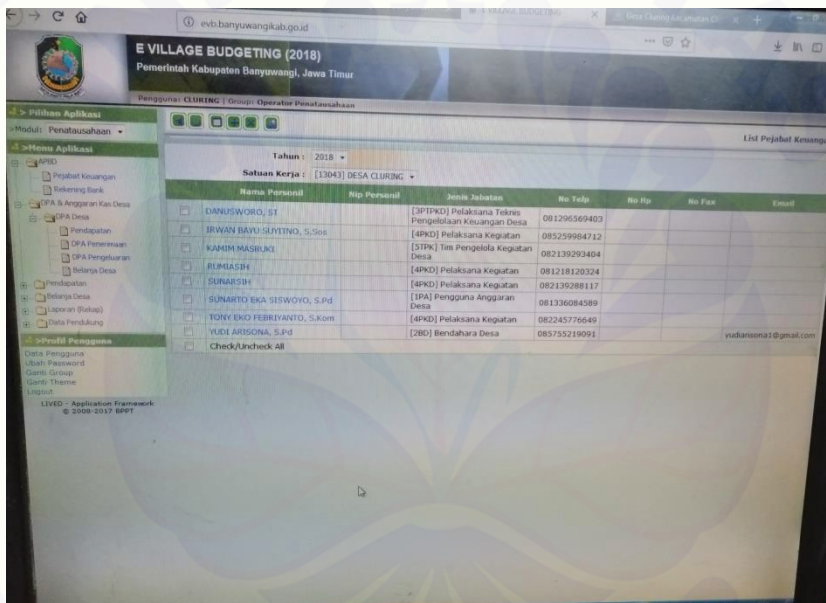 evb.banyuwangikab.go.id
E VILLAGE BUDGETING (2018)
Pemerintah Kabupaten Banyuwangi, Jawa Timur
Pengguna: CLURING | Group: Operator Penatausahaan
> Pilihan Aplikasi
>Modul: Penatausahaan
>Menu Aplikasi
APBD
Pejabat Keuangan
Rekening Bank
DPA & Anggaran Kas Desa
DPA Desa
Pendapatan
DPA Penerimaan
DPA Pengeluaran
Belanja Desa
Pendapatan
Belanja Desa
Laporan (Rekap)
Data Pendukung
>Profil Pengguna
Data Pengguna
Ubah Password
Ganti Group
Ganti Theme
Logout
LIVED - Application Framework
© 2008-2017 BPPT
List Pejabat Keuanga
Tahun : 2018
Satuan Kerja : [13043] DESA CLURING
Nama Personil Nip Personil Jenis Jabatan No Telp No Hp No Fax Email
DANUSWORO, ST [3PTPKD] Pelaksana Teknis Pengelolaan Keuangan Desa 081296569403
IRWAN BAYU SUYITNO, S.Sos [4PKD] Pelaksana Kegiatan 085259984712
KAMIM MASRUKI [5TPK] Tim Pengelola Kegiatan Desa 082139293404
RUMIASIH [4PKD] Pelaksana Kegiatan 081218120324
SUNARSIH [4PKD] Pelaksana Kegiatan 082139288117
SUNARTO EKA SISWOYO, S.Pd [1PA] Pengguna Anggaran Desa 081336084589
TONY EKO FEBRIYANTO, S.Kom [4PKD] Pelaksana Kegiatan 082245776649
YUDI ARISONA, S.Pd [2BD] Bendahara Desa 085755219091 yudiarisona1@gmail.com
Check/Uncheck All